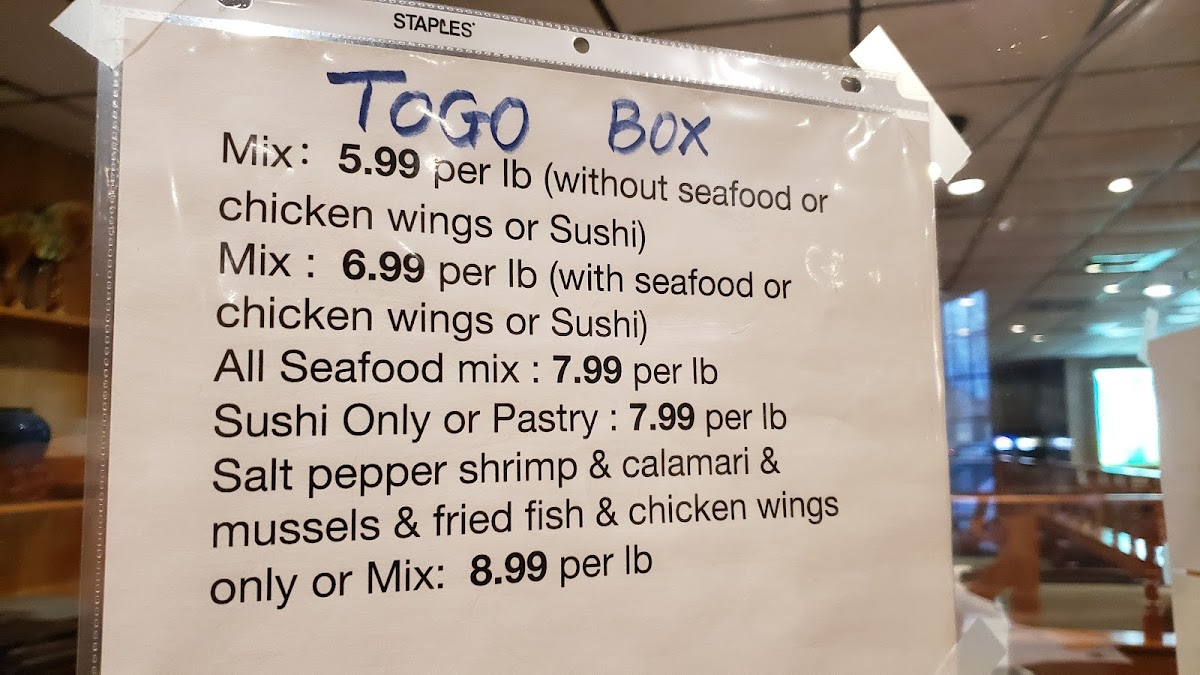 STAPLES
TOGO BOX
Mix: 5.99 per lb (without seafood or
chicken wings or Sushi)
Mix : 6.99 per lb (with seafood or
chicken wings or Sushi)
All Seafood mix : 7.99 per lb
Sushi Only or Pastry : 7.99 per lb
Salt pepper shrimp & calamari &
mussels & fried fish & chicken wings
only or Mix: 8.99 per lb